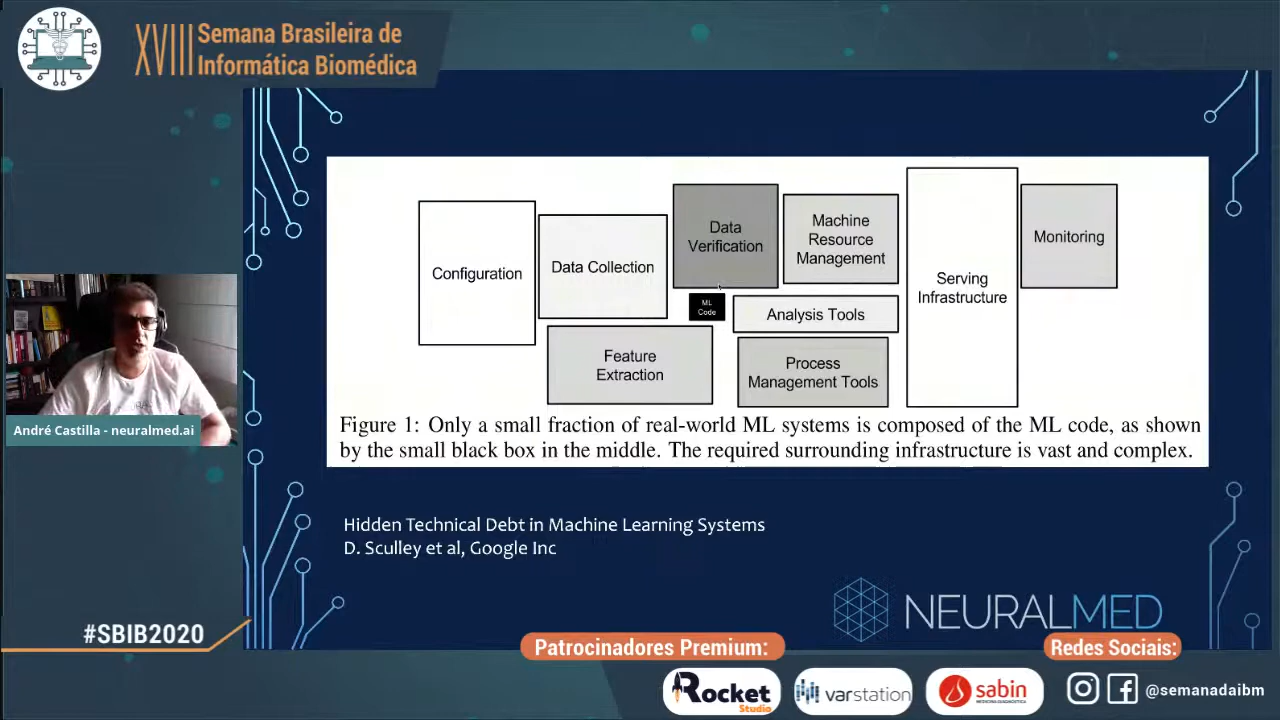 XVIII
Semana Brasileira de
Informática Biomédica
Configuration
Data Collection
Data
Verification
Machine
Resource
Management
Serving
Infrastructure
Monitoring
ML
Code
Analysis Tools
Feature
Extraction
Process
Management Tools
Figure 1: Only a small fraction of real-world ML systems is composed of the ML code, as shown
by the small black box in the middle. The required surrounding infrastructure is vast and complex.
André Castilla - neuralmed.ai
Hidden Technical Debt in Machine Learning Systems
D. Sculley et al, Google Inc
NEURALMED
#SBIB2020
Patrocinadores Premium:
Redes Sociais:
Rocket
Studio
varstation
sabin
@semanadaibm